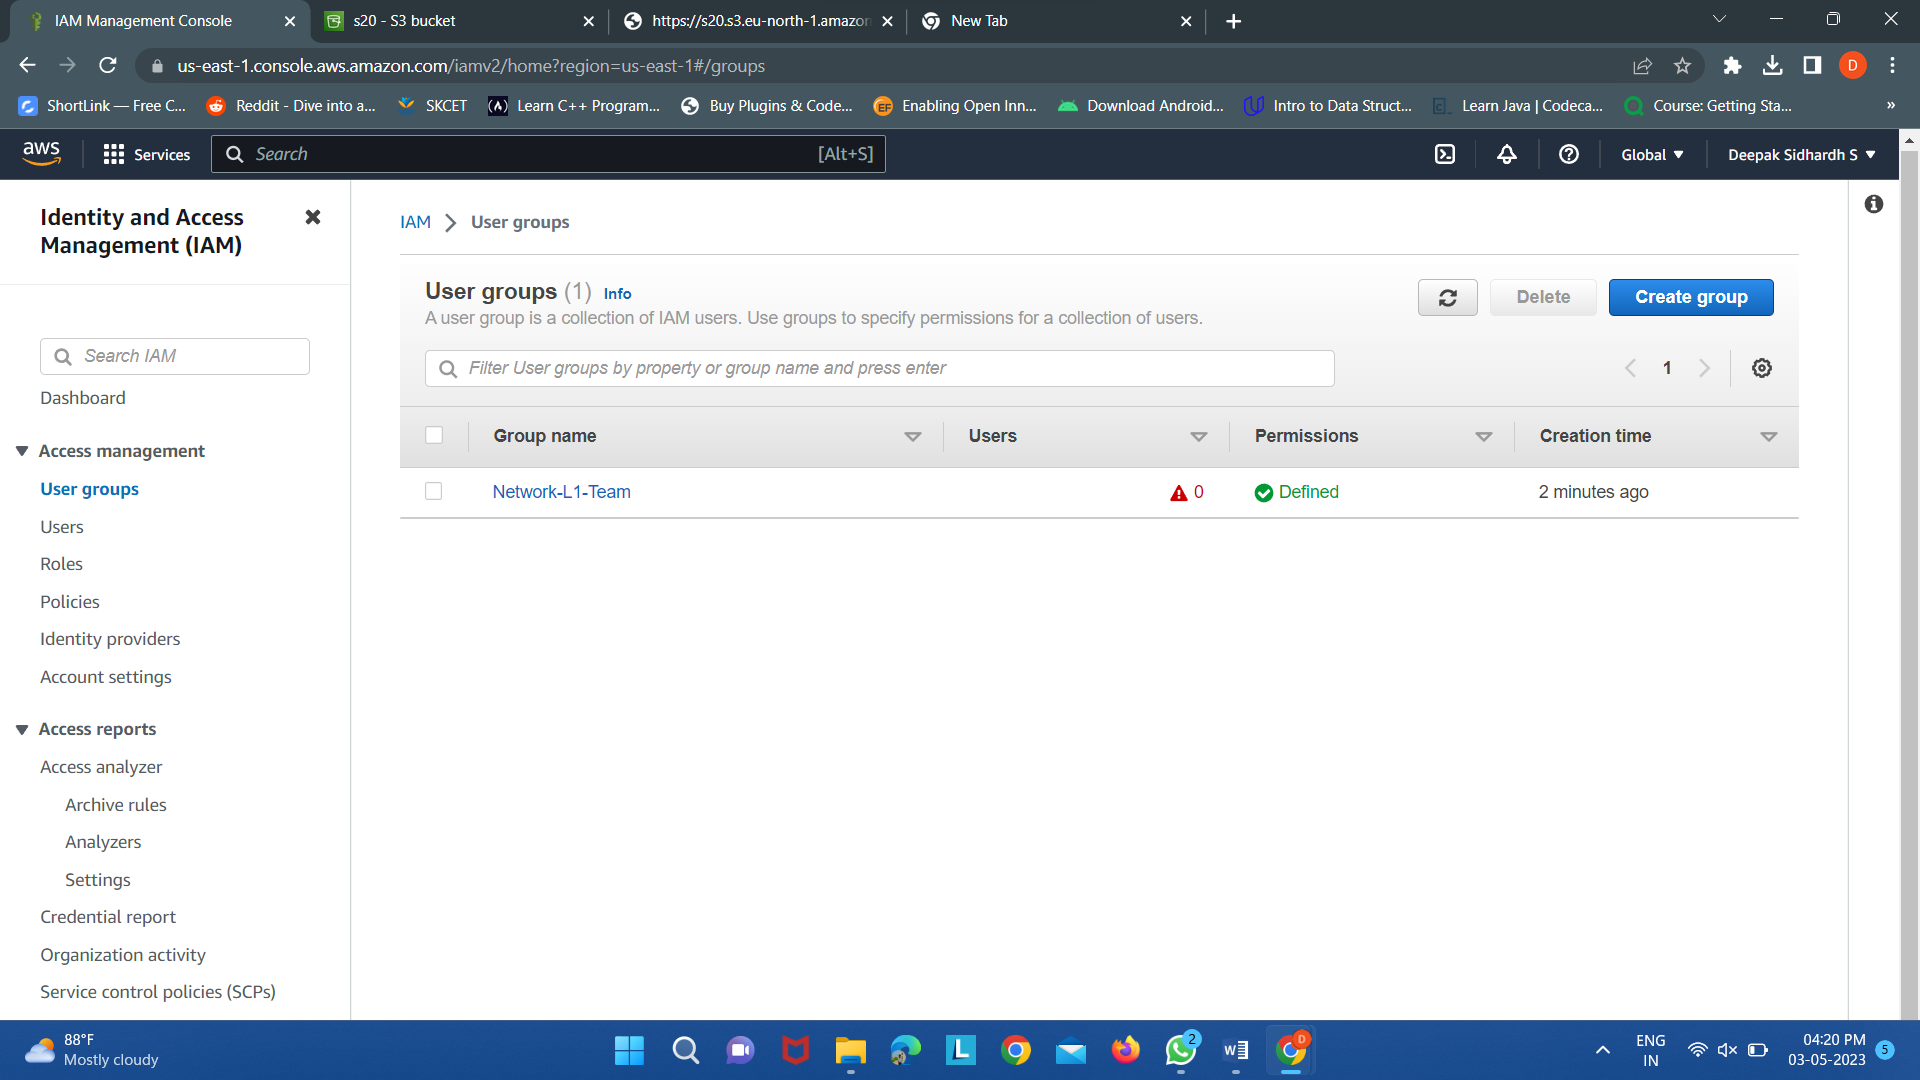 IAM Management Console
s20 - S3 bucket
https://s20.s3.eu-north-1.amazon
New Tab
us-east-1.console.aws.amazon.com/iamv2/home?region=us-east-1#/groups
D
ShortLink — Free C...
Reddit - Dive into a...
SKCET
Learn C++ Program...
Buy Plugins & Code...
Enabling Open Inn...
Download Android...
Intro to Data Struct...
Learn Java | Codeca...
Course: Getting Sta...
»
aws
Services
Search
[Alt+S]
Global
Deepak Sidhardh S
Identity and Access
Management (IAM)
Search IAM
Dashboard
Access management
User groups
Users
Roles
Policies
Identity providers
Account settings
Access reports
Access analyzer
Archive rules
Analyzers
Settings
Credential report
Organization activity
Service control policies (SCPs)
IAM > User groups
User groups (1) Info
A user group is a collection of IAM users. Use groups to specify permissions for a collection of users.
Delete
Create group
Filter User groups by property or group name and press enter
1
Group name
Users
Permissions
Creation time
Network-L1-Team
0
Defined
2 minutes ago
88°F
Mostly cloudy
L
2
W
D
ENG
IN
04:20 PM
03-05-2023
5